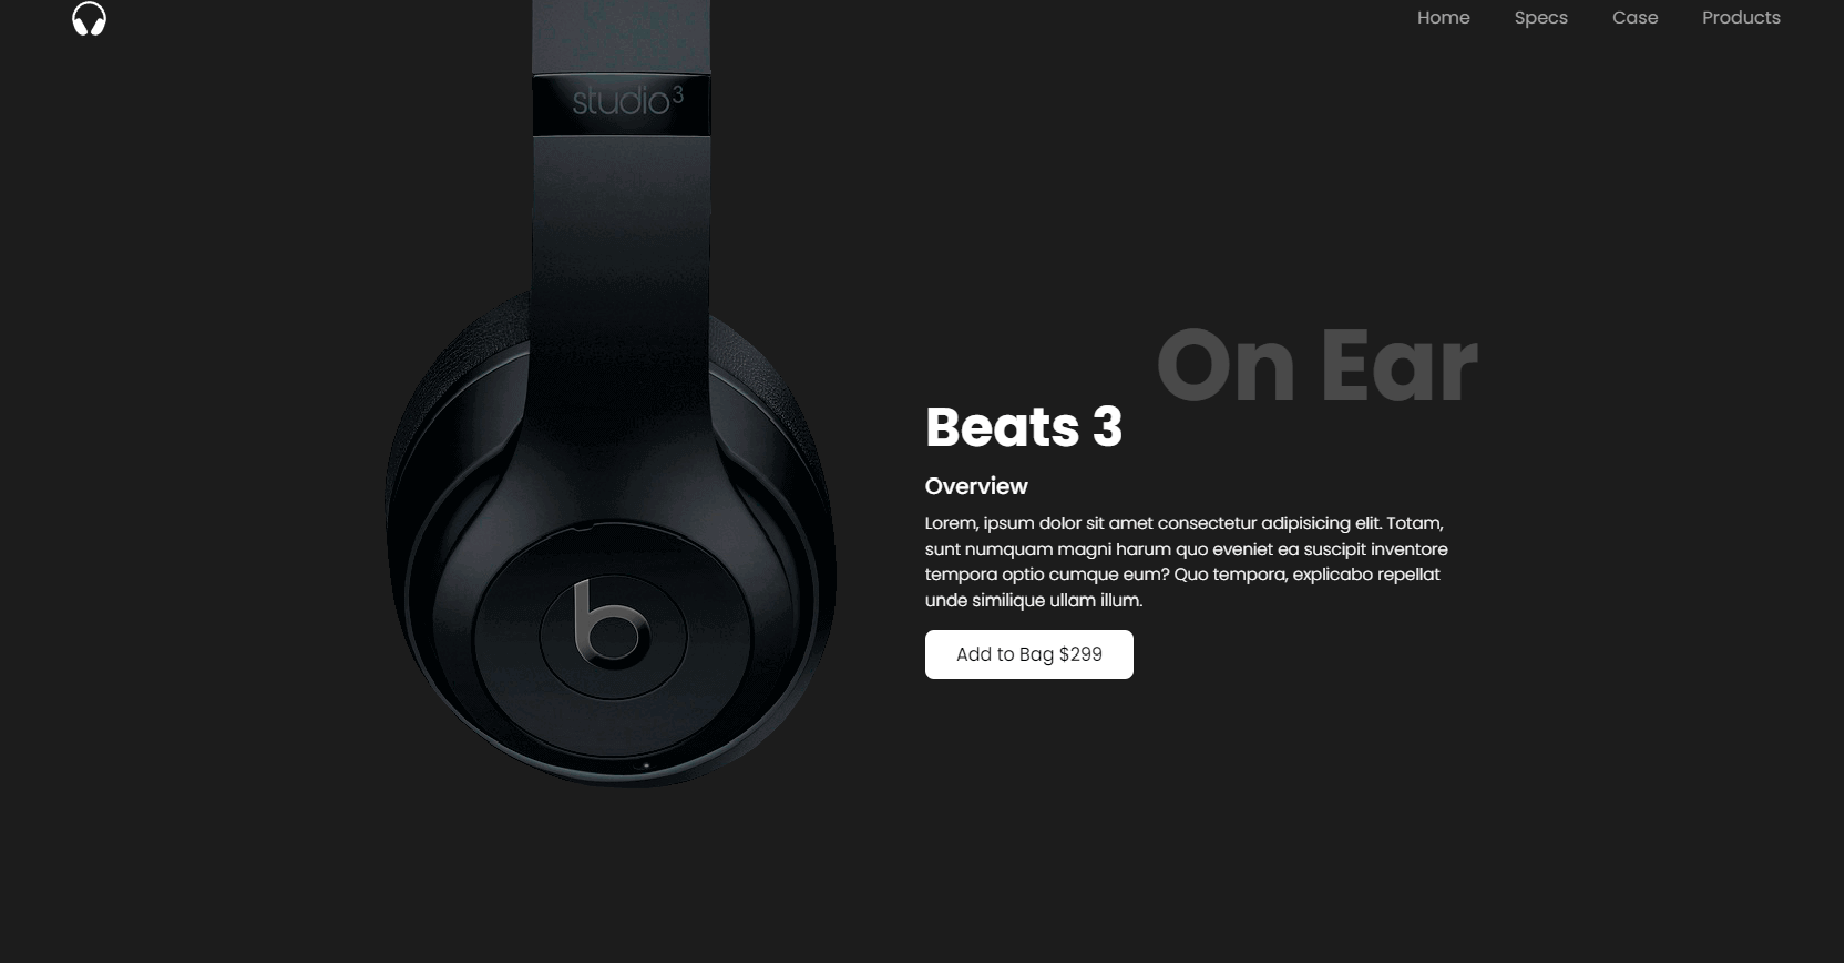 Home Specs Case Products
studio3
On Ear
Beats 3
Overview
Lorem, ipsum dolor sit amet consectetur adipisicing elit. Totam,
sunt numquam magni harum quo eveniet ea suscipit inventore
tempora optio cumque eum? Quo tempora, explicabo repellat
unde similique ullam illum.
Add to Bag $299
b